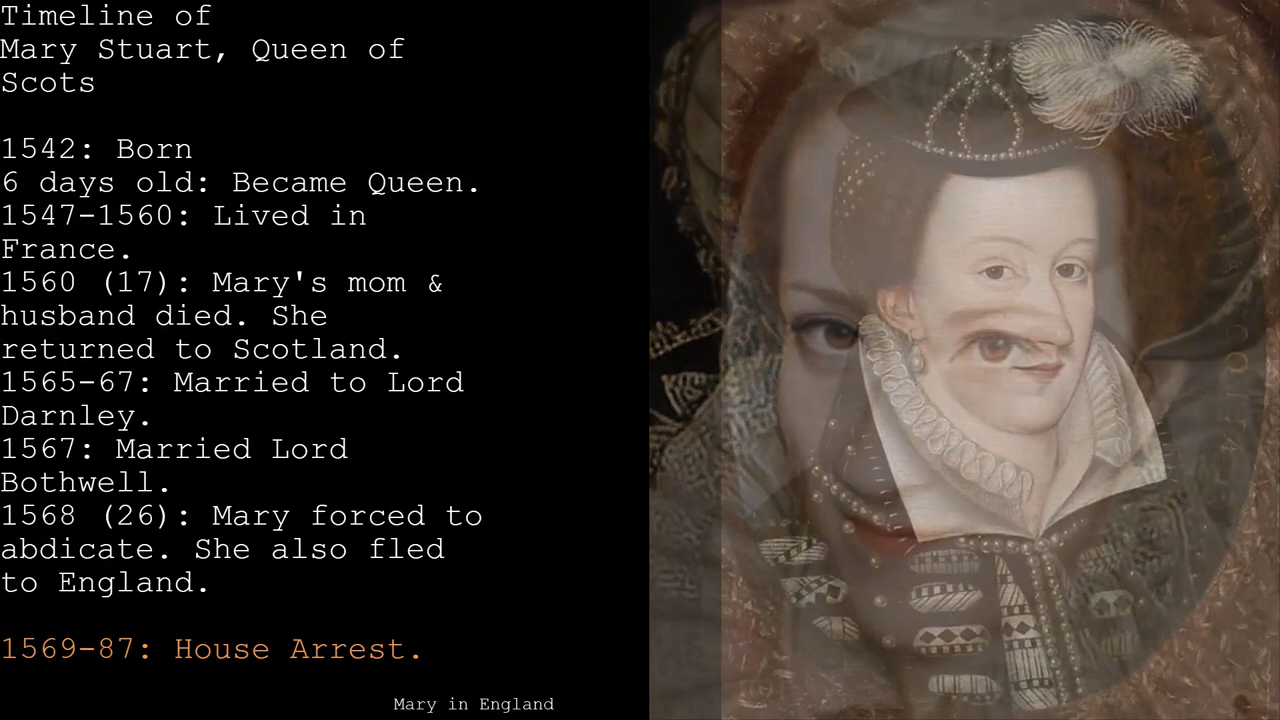 Timeline of
Mary Stuart, Queen of
Scots
1542: Born
6 days old: Became Queen.
1547-1560: Lived in
France.
1560 (17): Mary's mom &
husband died. She
returned to Scotland.
1565-67: Married to Lord
Darnley.
1567: Married Lord
Bothwell.
1568 (26): Mary forced to
abdicate. She also fled
to England.
1569-87: House Arrest.
Mary in England